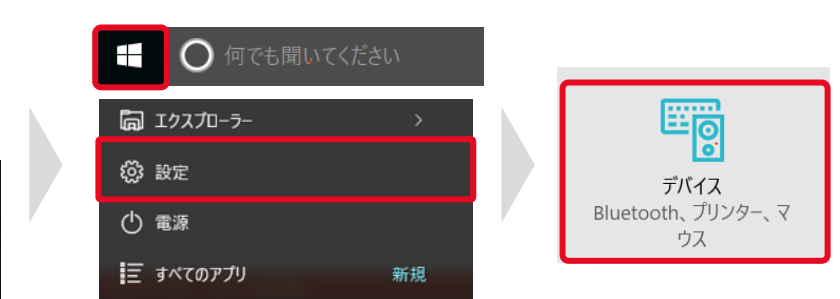 何でも聞いてください
エクスプローラー
設定
電源
すべてのアプリ 新規
デバイス
Bluetooth、プリンター、マ
ウス